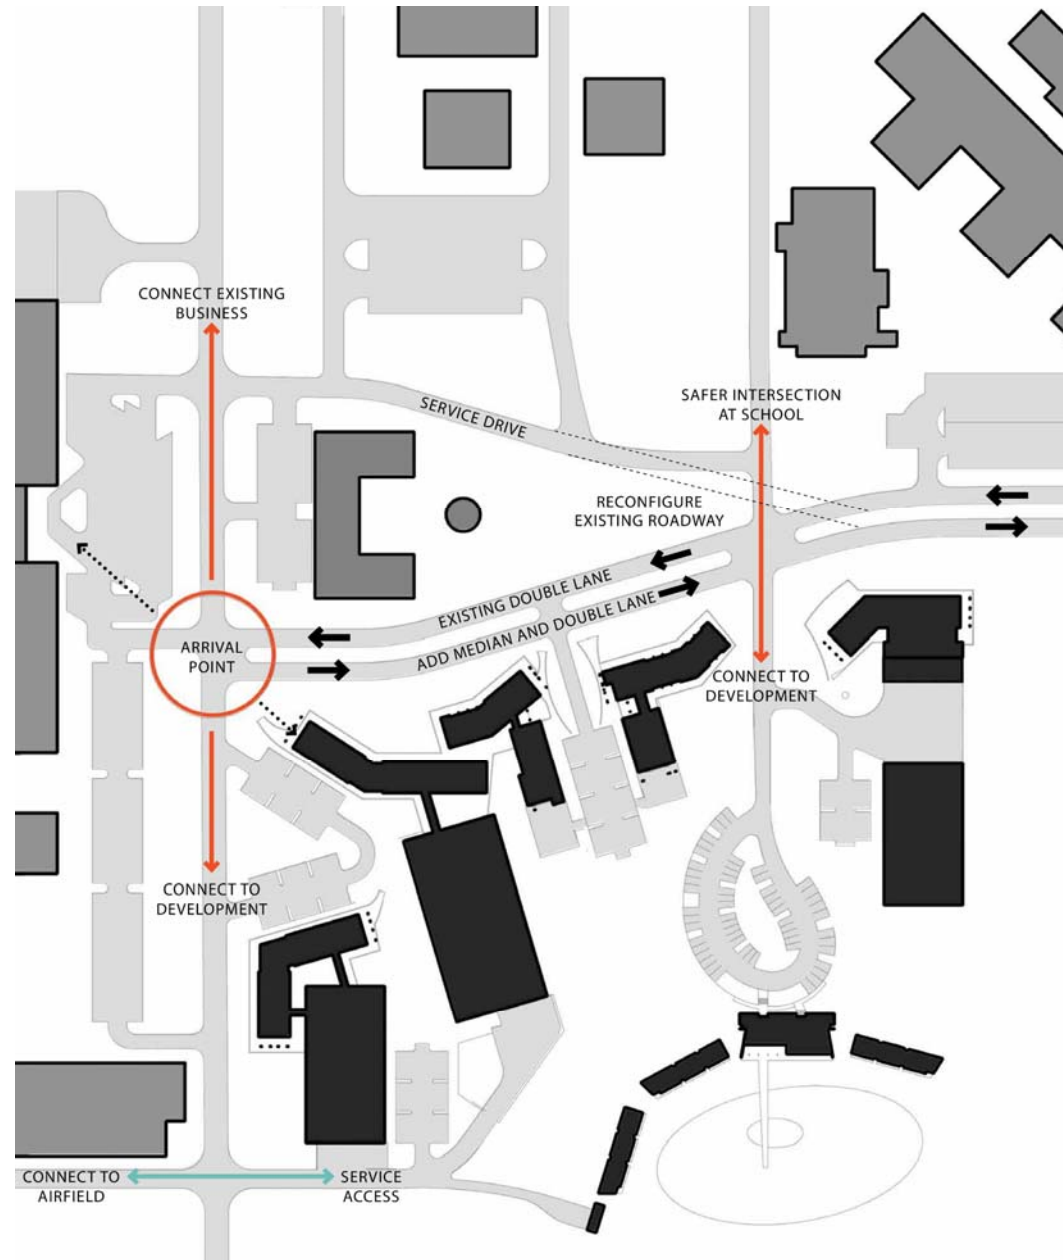 CONNECT EXISTING
BUSINESS
SERVICE DRIVE
SAFER INTERSECTION
AT SCHOOL
RECONFIGURE
EXISTING ROADWAY
EXISTING DOUBLE LANE
ADD MEDIAN AND DOUBLE LANE
ARRIVAL
POINT
CONNECT TO
DEVELOPMENT
CONNECT TO
DEVELOPMENT
CONNECT TO
AIRFIELD
SERVICE
ACCESS